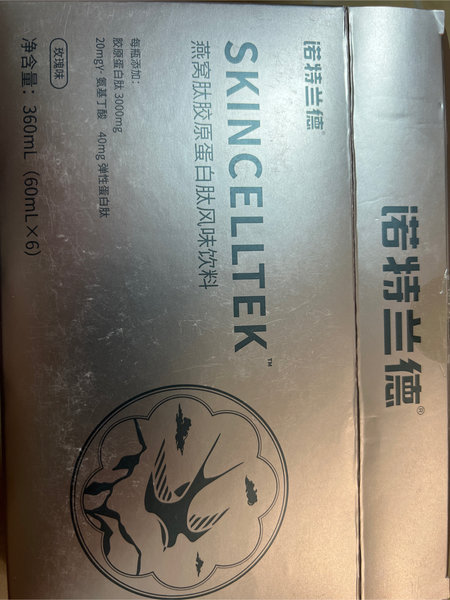 诺特兰德®
SKINCELLTEK™
燕窝肽胶原蛋白肽风味饮料
每瓶添加：
胶原蛋白肽 3000mg
20mgγ- 氨基丁酸 40mg 弹性蛋白肽
玫瑰味
净含量：360mL（60mL×6）
诺特兰德®